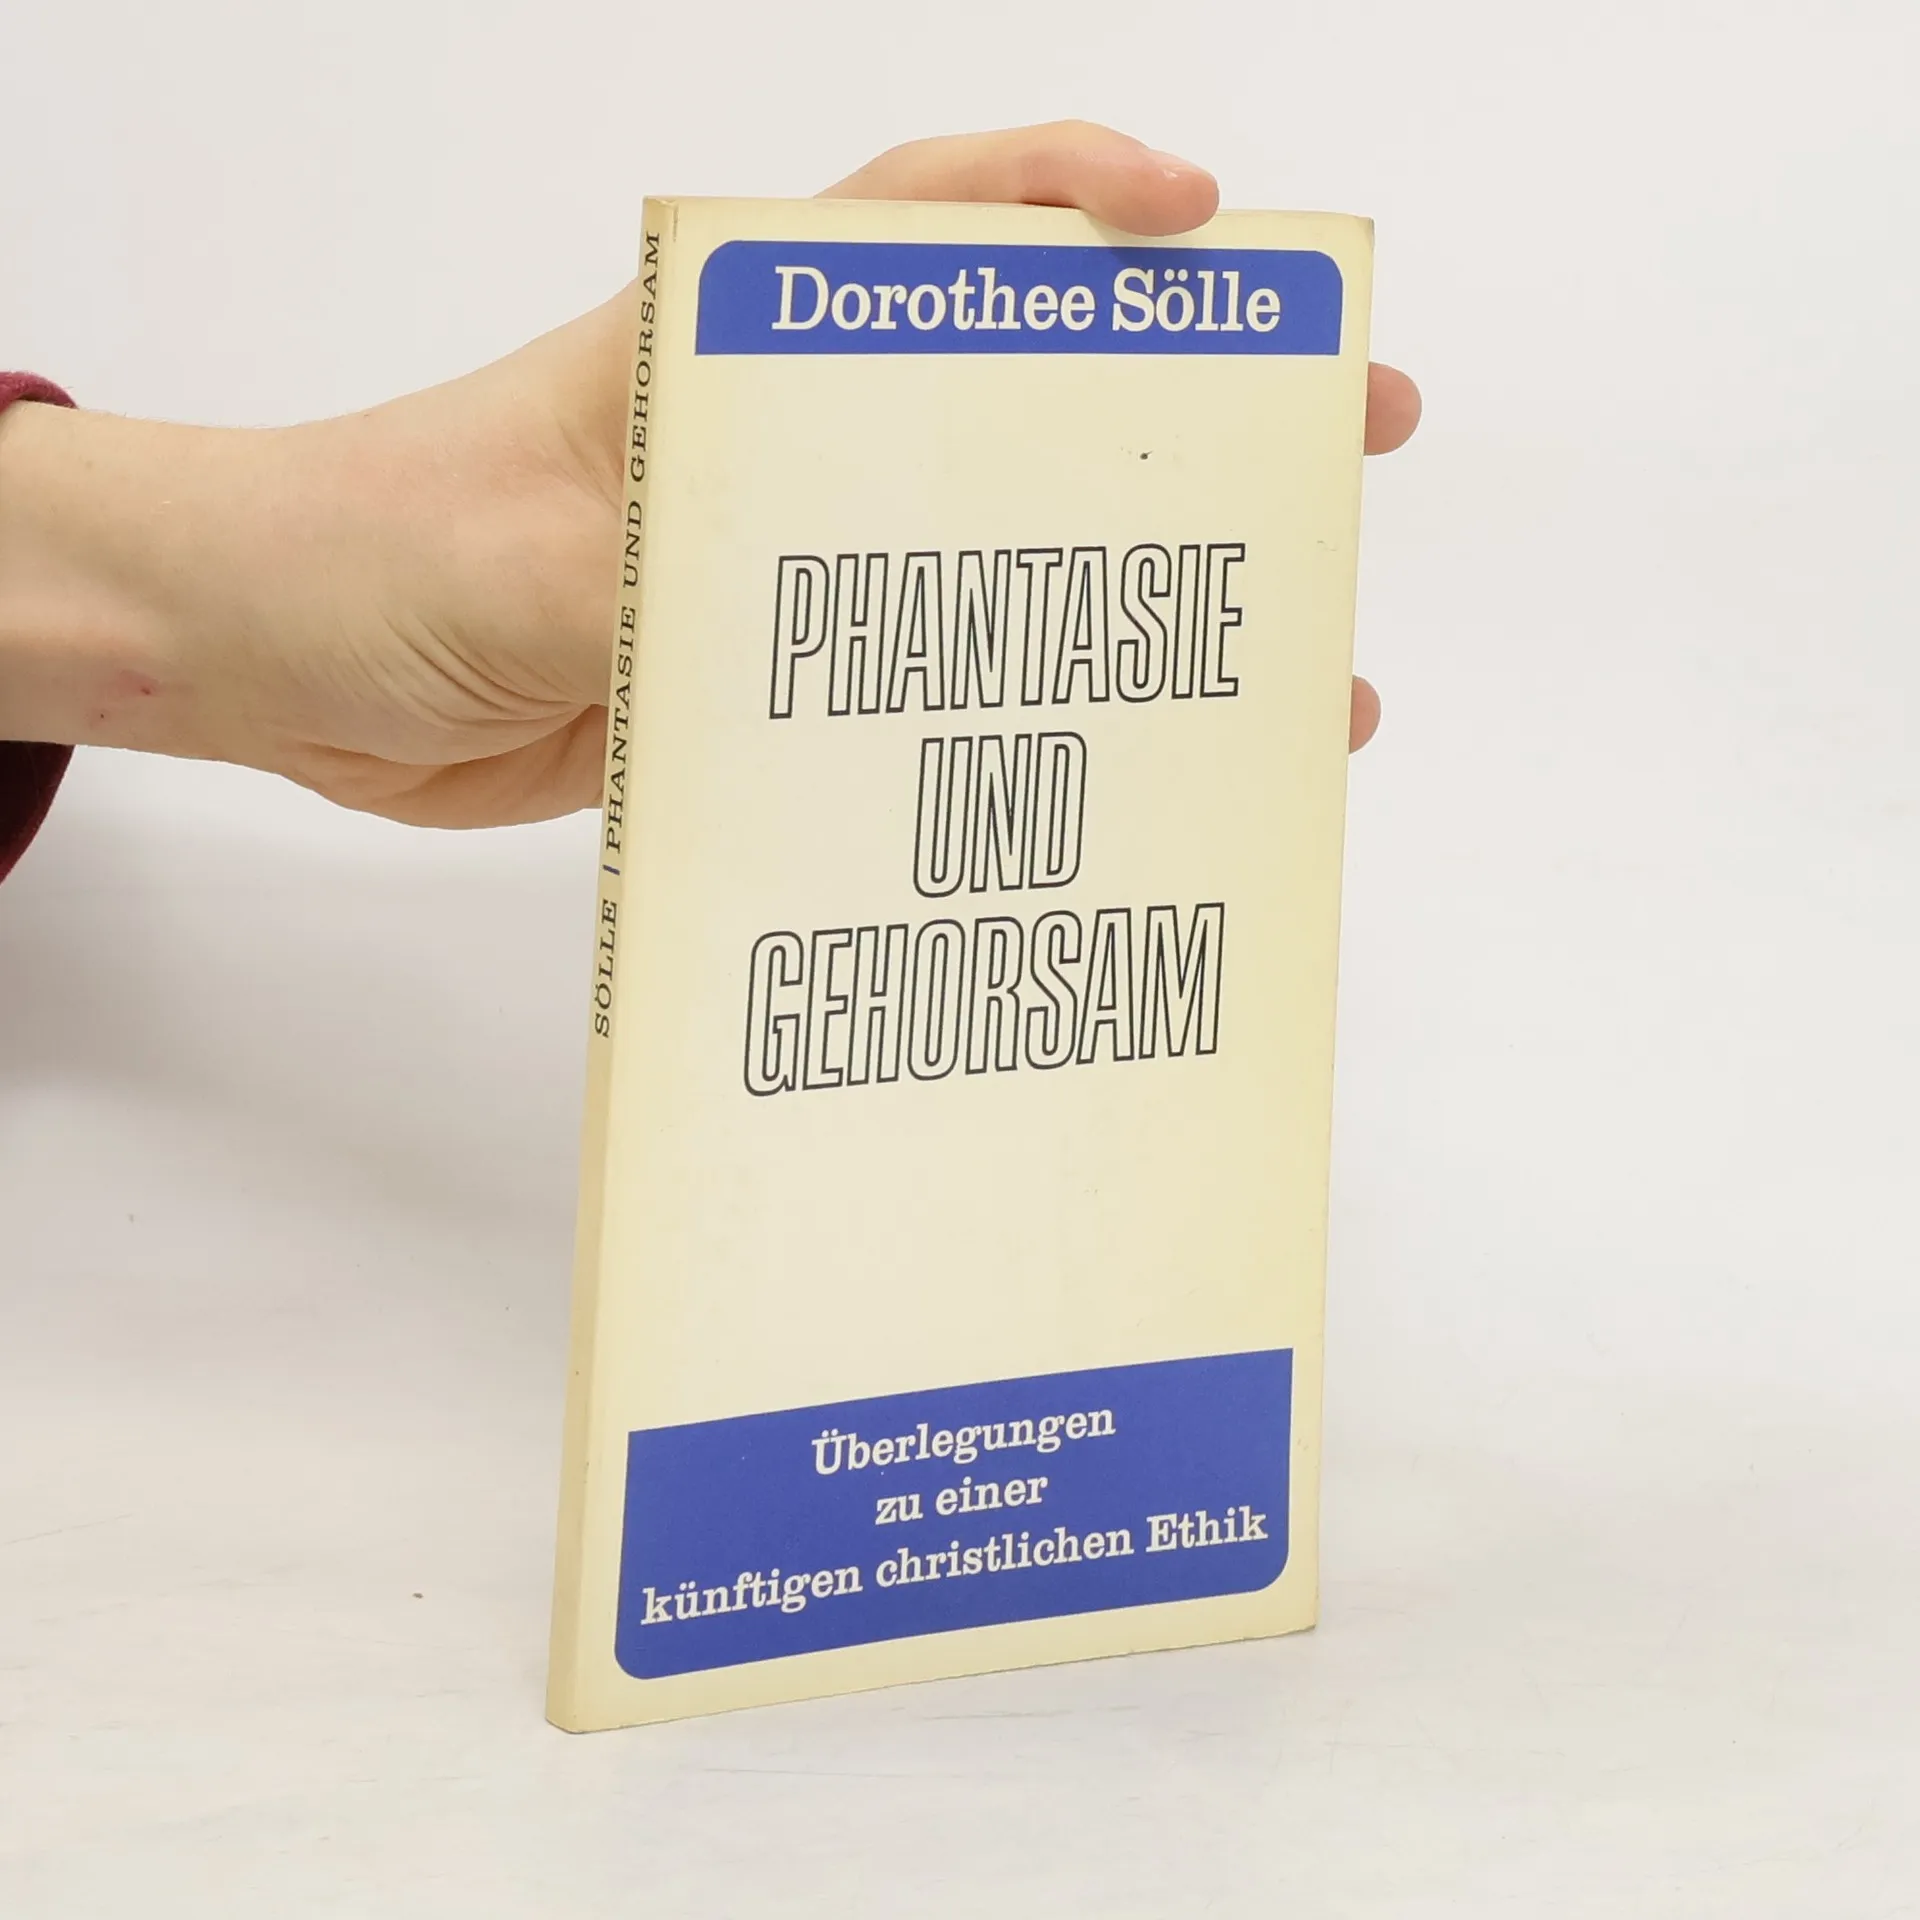 Dorothee Sölle
PHANTASIE
UND
GEHORSAM
Überlegungen
zu einer
künftigen christlichen Ethik
SÖLLE | PHANTASIE UND GEHORSAM